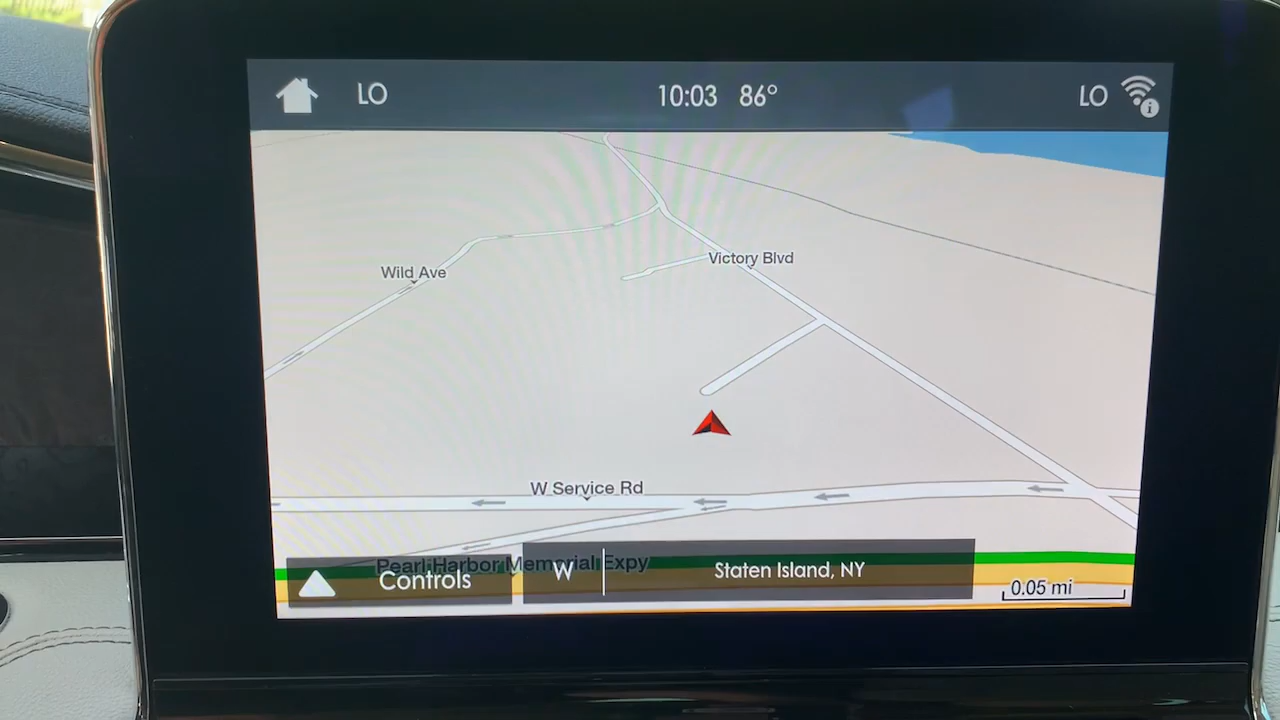 LO 10:03 86° LO
Victory Blvd
Wild Ave
W Service Rd
Pearl Harbor Memorial Expy
Controls W Staten Island, NY
0.05 mi